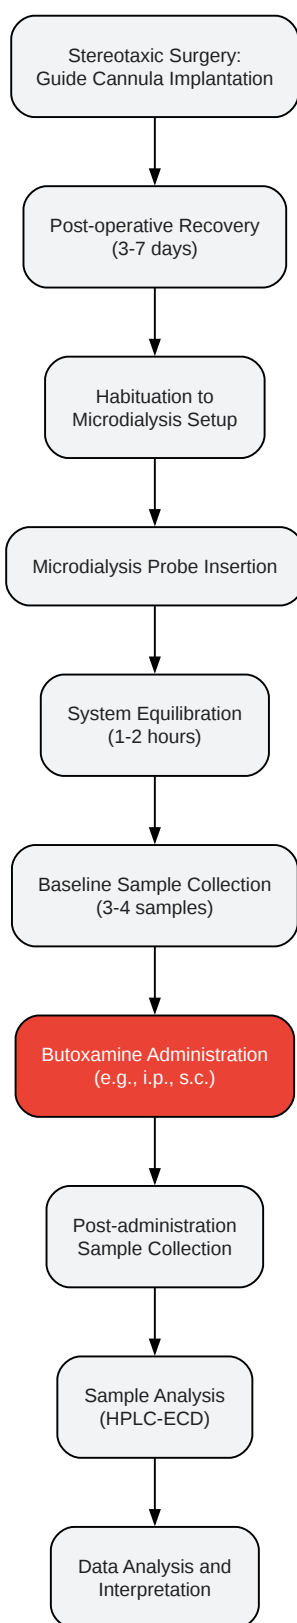 Stereotaxic Surgery:
Guide Cannula Implantation
Post-operative Recovery
(3-7 days)
Habituation to
Microdialysis Setup
Microdialysis Probe Insertion
System Equilibration
(1-2 hours)
Baseline Sample Collection
(3-4 samples)
Butoxamine Administration
(e.g., i.p., s.c.)
Post-administration
Sample Collection
Sample Analysis
(HPLC-ECD)
Data Analysis and
Interpretation